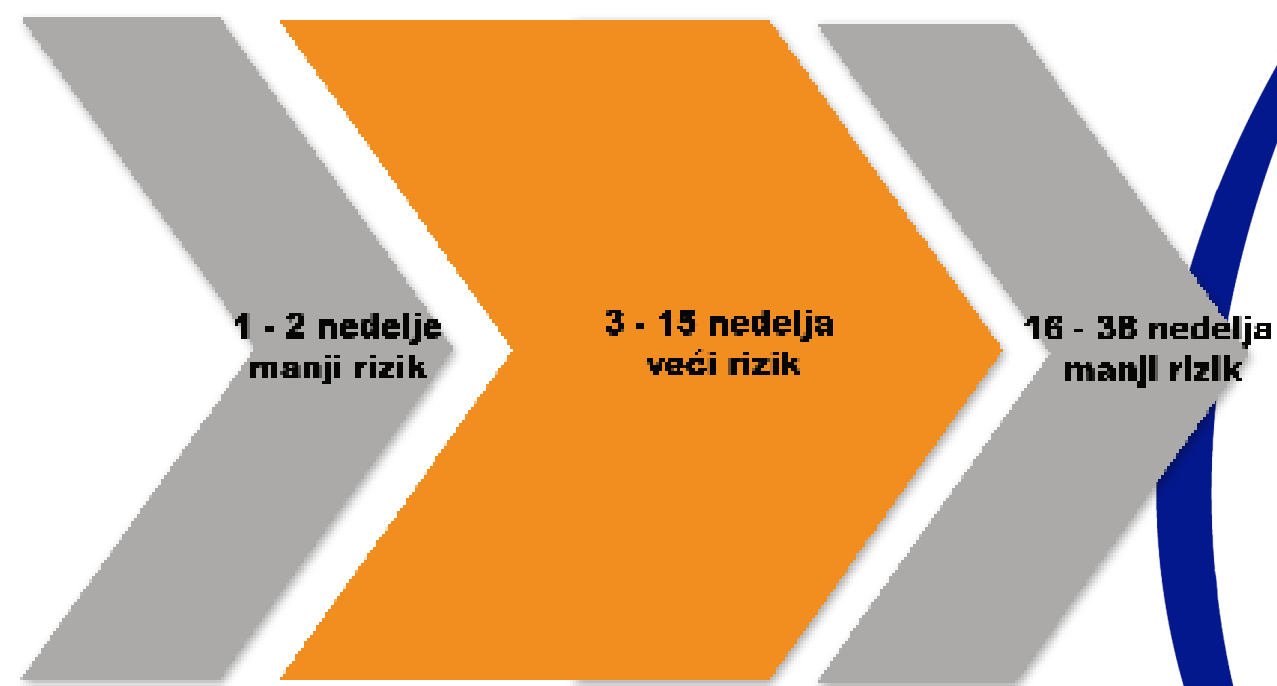 1 - 2 nedelje
manji rizik
3 - 15 nedelja
veći rizik
16 - 38 nedelja
manji rizik